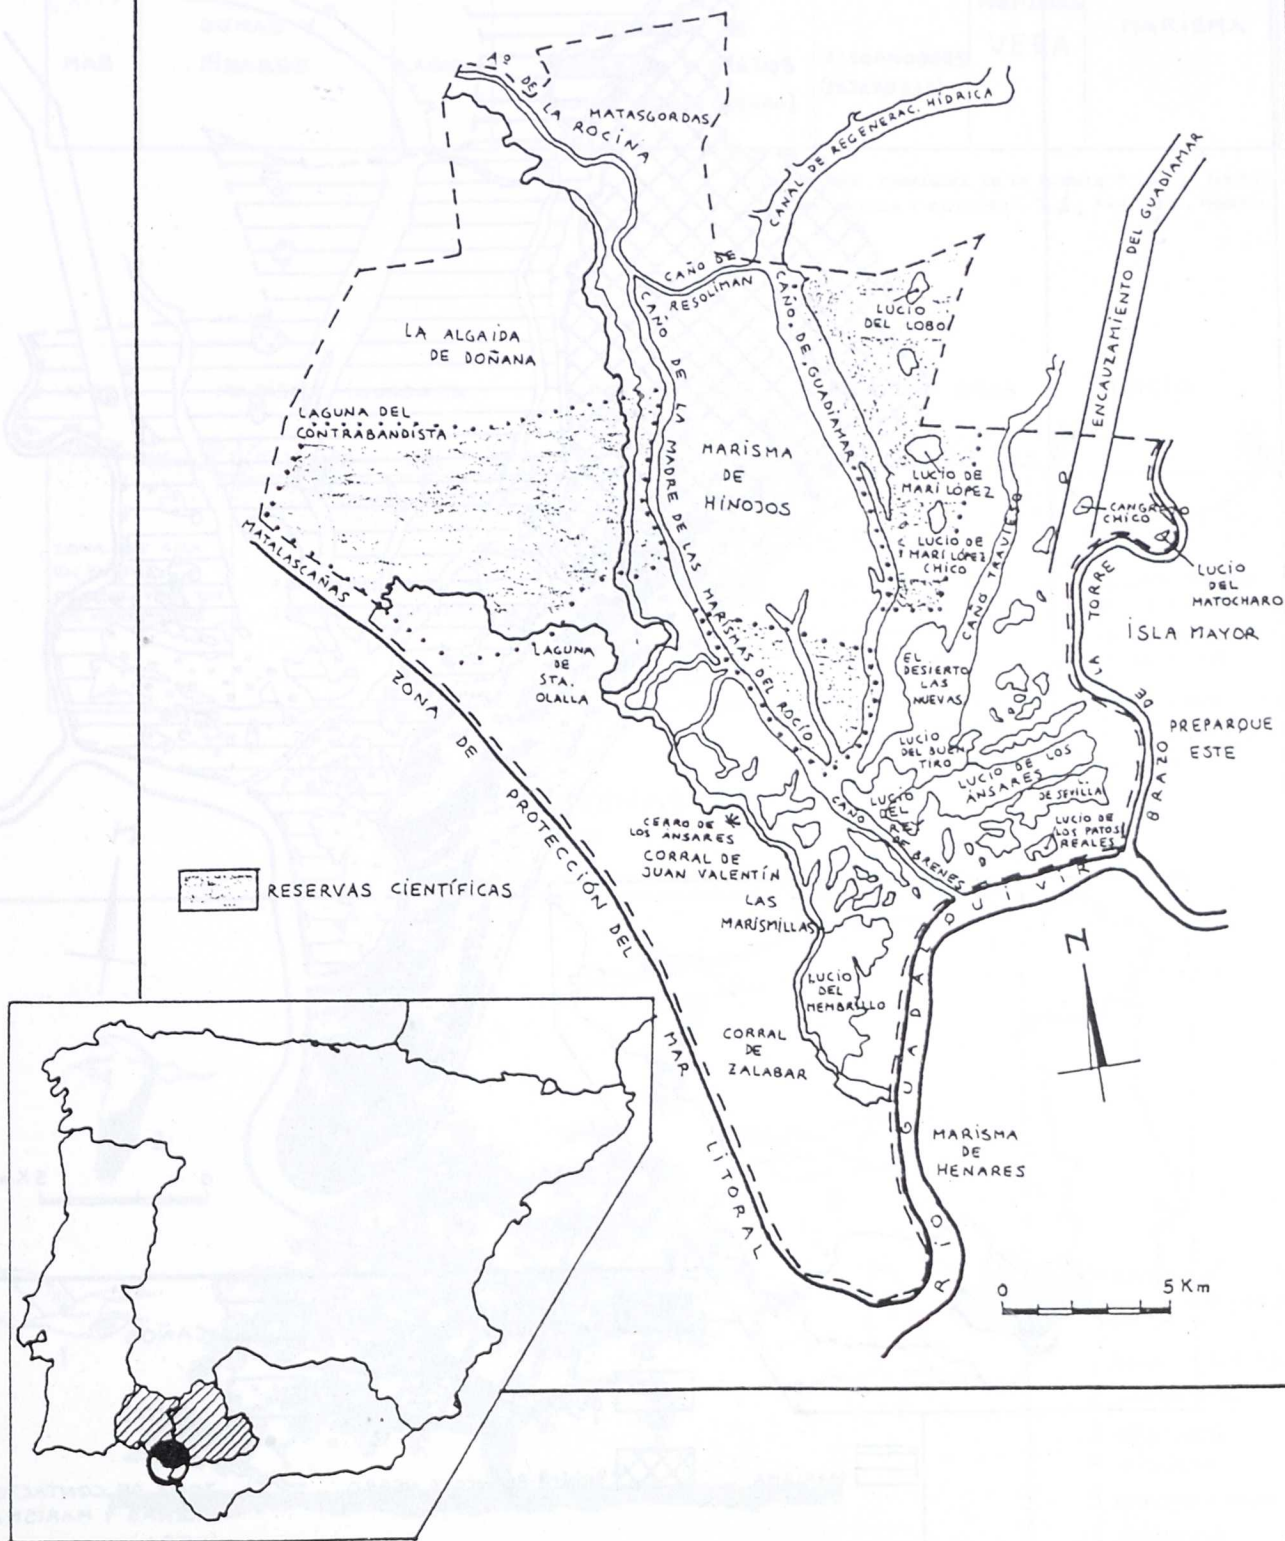 Aº DE LA ROCINA
MATASGORDAS
CANAL DE REGENERAC. HÍDRICA
ENCAUZAMIENTO DEL GUADIAMAR
CAÑO DE
RESOLIMAN
CAÑO DE GUADIAMAR
LUCIO
DEL LOBO
LA ALGAIDA
DE DOÑANA
CAÑO DE LA MADRE DE LAS MARISMAS DEL ROCÍO
LAGUNA DEL
CONTRABANDISTA
MARISMA
DE
HINOJOS
LUCIO DE
MARI LÓPEZ
LUCIO DE
MARI LÓPEZ
CHICO
CAÑO TRAVIESO
CANGREJO
CHICO
LUCIO
DEL
MATOCHARO
ISLA MAYOR
MATALASCAÑAS
LAGUNA
DE
STA.
OLALLA
EL
DESIERTO
LAS
NUEVAS
BRAZO DE LA TORRE
PREPARQUE
ESTE
LUCIO
DEL BUEN
TIRO
LUCIO DE LOS
ÁNSARES
L.
DE SEVILLA
LUCIO
DEL
REY
LUCIO DE
LOS PATOS
REALES
CAÑO DE BRENES
ZONA DE PROTECCIÓN DEL MAR LITORAL
CERRO DE
LOS ÁNSARES
CORRAL DE
JUAN VALENTÍN
LAS
MARISMILLAS
RESERVAS CIENTÍFICAS
LUCIO
DEL
MEMBRILLO
CORRAL
DE
ZALABAR
N
RÍO GUADALQUIVIR
MARISMA
DE
HENARES
0 5 Km